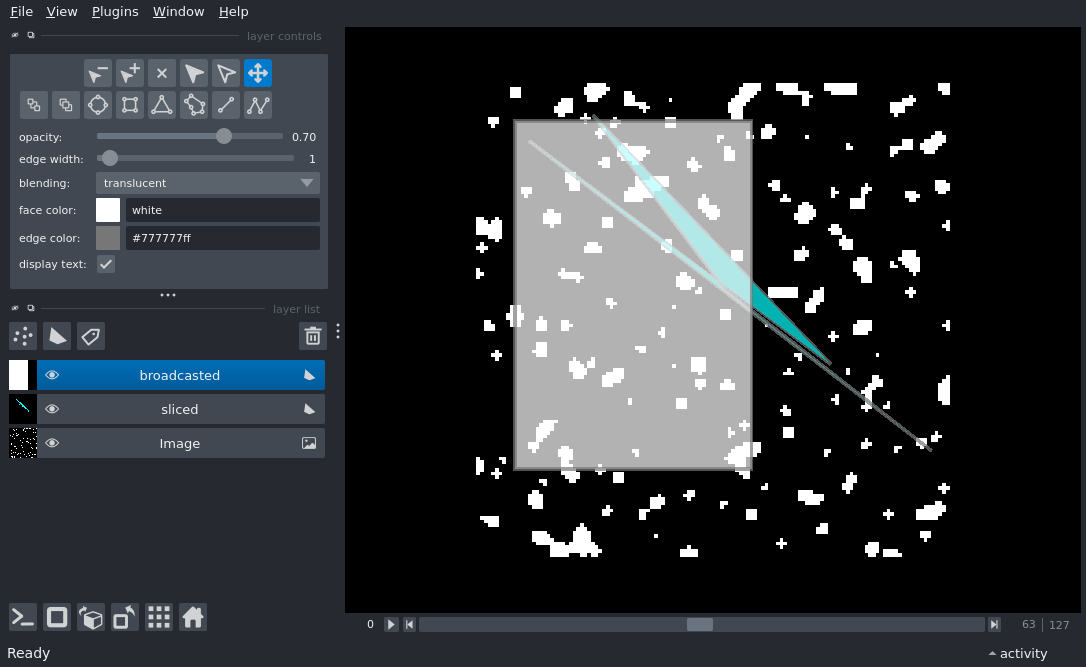 File View Plugins Window Help
layer controls
opacity: 0.70
edge width: 1
blending: translucent
face color: white
edge color: #777777ff
display text:
layer list
broadcasted
sliced
Image
0 63 127
Ready activity